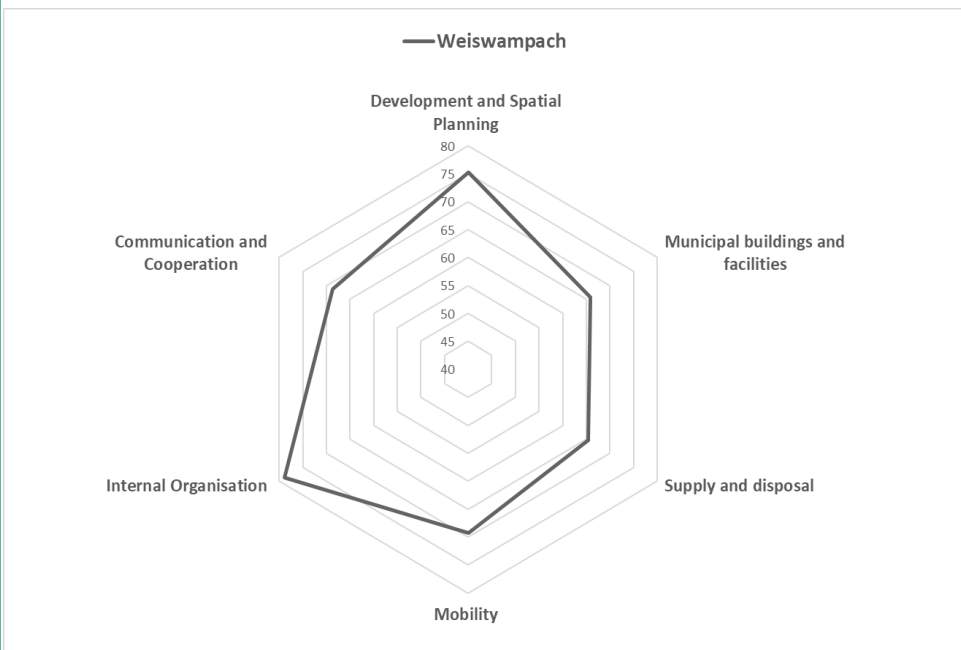 Weiswampach
Development and Spatial
Planning
80
75
70
65
60
55
50
45
40
Municipal buildings and
facilities
Supply and disposal
Mobility
Internal Organisation
Communication and
Cooperation